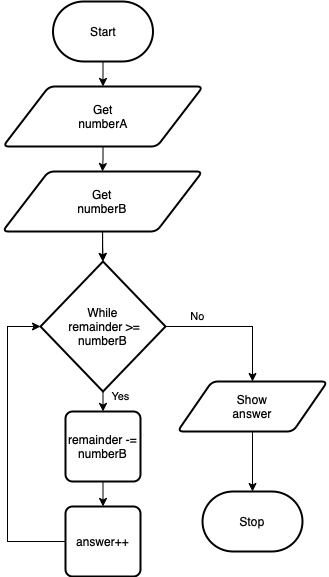 Start
Get
numberA
Get
numberB
While
remainder >=
numberB
No
Yes
Show
answer
remainder -=
numberB
Stop
answer++